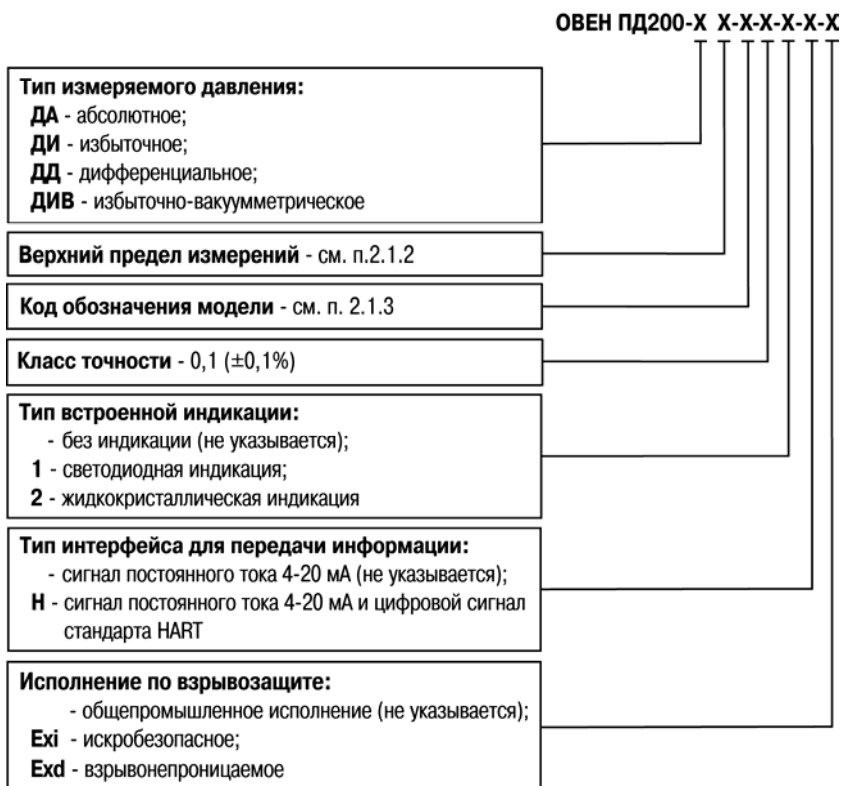 ОВЕН ПД200-Х Х-Х-Х-Х-Х-Х
Тип измеряемого давления:
ДА - абсолютное;
ДИ - избыточное;
ДД - дифференциальное;
ДИВ - избыточно-вакуумметрическое
Верхний предел измерений - см. п.2.1.2
Код обозначения модели - см. п. 2.1.3
Класс точности - 0,1 (±0,1%)
Тип встроенной индикации:
- без индикации (не указывается);
1 - светодиодная индикация;
2 - жидкокристаллическая индикация
Тип интерфейса для передачи информации:
- сигнал постоянного тока 4-20 мА (не указывается);
Н - сигнал постоянного тока 4-20 мА и цифровой сигнал
стандарта HART
Исполнение по взрывозащите:
- общепромышленное исполнение (не указывается);
Exi - искробезопасное;
Exd - взрывонепроницаемое